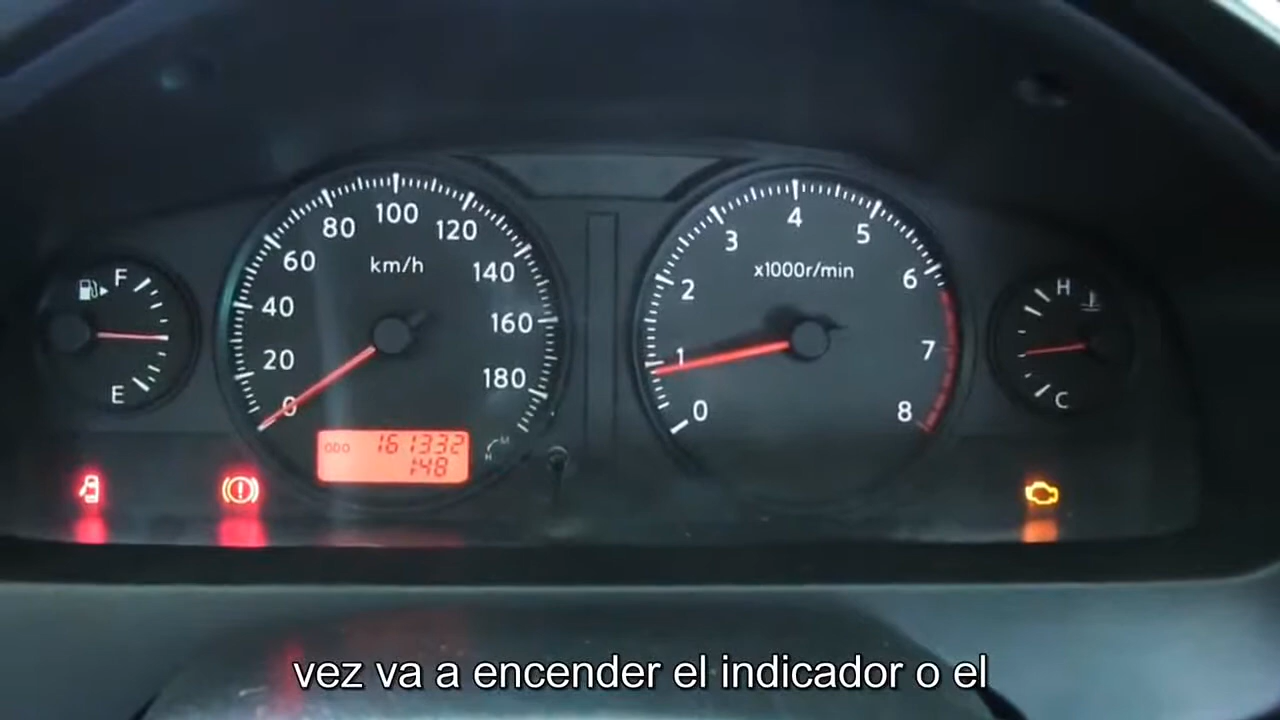 80 100 120
60 km/h 140
40 160
20 180
0
ODO 161332
148
F
E
4
3 5
x1000r/min
2 6
1 7
0 8
H
C
vez va a encender el indicador o el